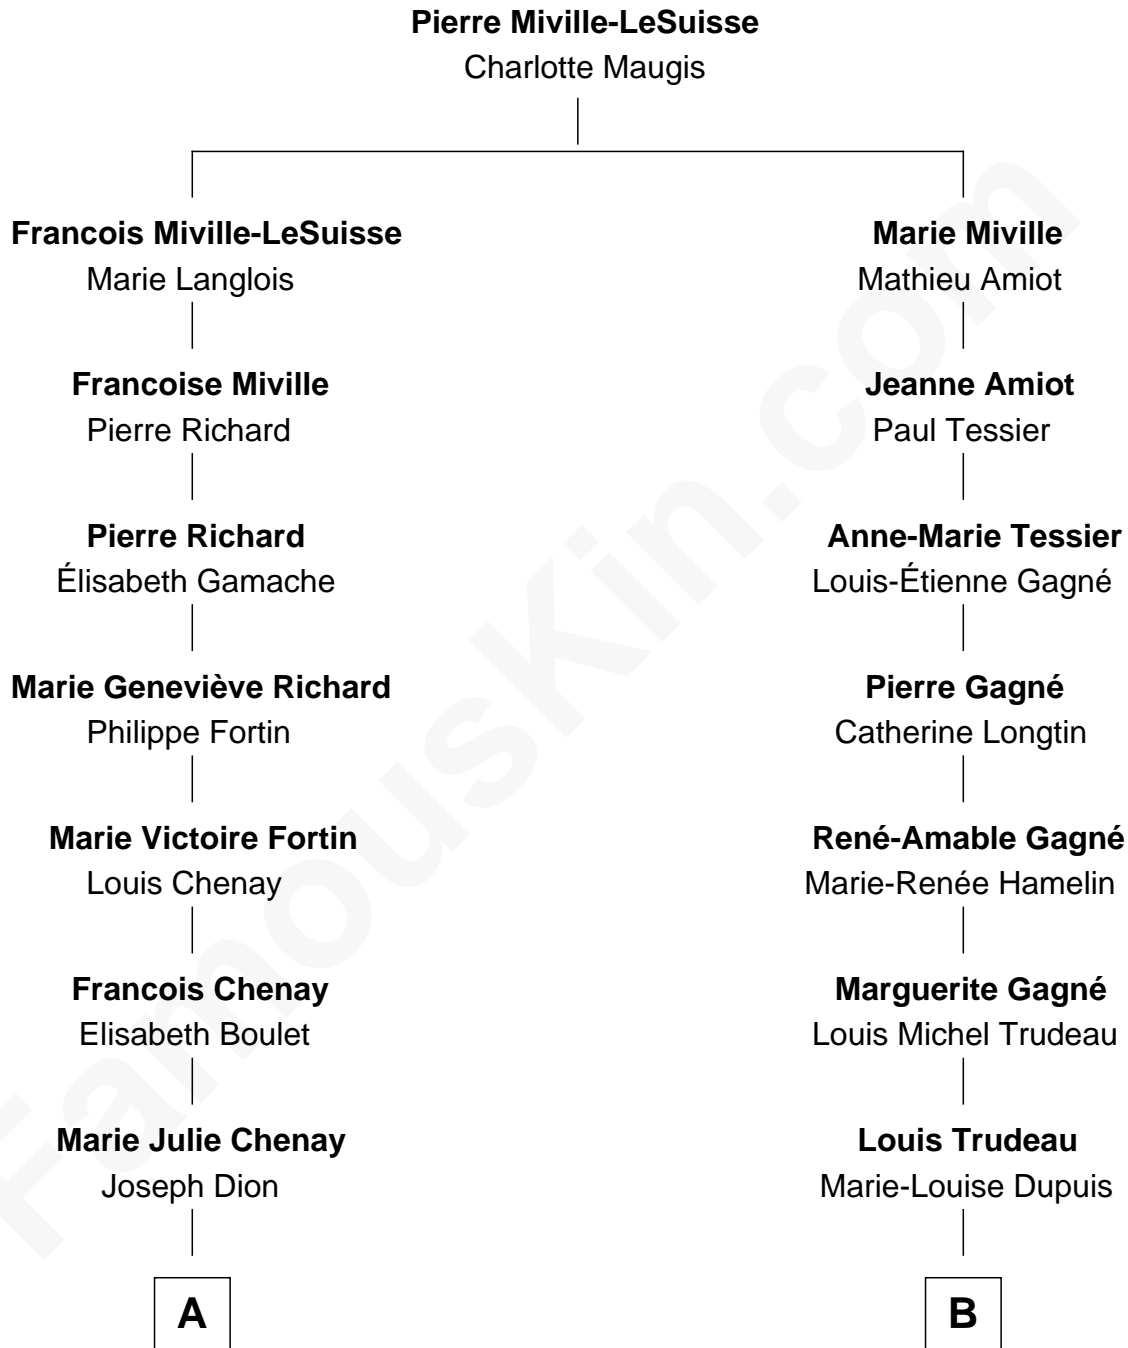 Pierre Miville-LeSuisse
Charlotte Maugis
Francois Miville-LeSuisse
Marie Langlois
Francoise Miville
Pierre Richard
Pierre Richard
Élisabeth Gamache
Marie Geneviève Richard
Philippe Fortin
Marie Victoire Fortin
Louis Chenay
Francois Chenay
Elisabeth Boulet
Marie Julie Chenay
Joseph Dion
A
Marie Miville
Mathieu Amiot
Jeanne Amiot
Paul Tessier
Anne-Marie Tessier
Louis-Étienne Gagné
Pierre Gagné
Catherine Longtin
René-Amable Gagné
Marie-Renée Hamelin
Marguerite Gagné
Louis Michel Trudeau
Louis Trudeau
Marie-Louise Dupuis
B
FamousKin.com